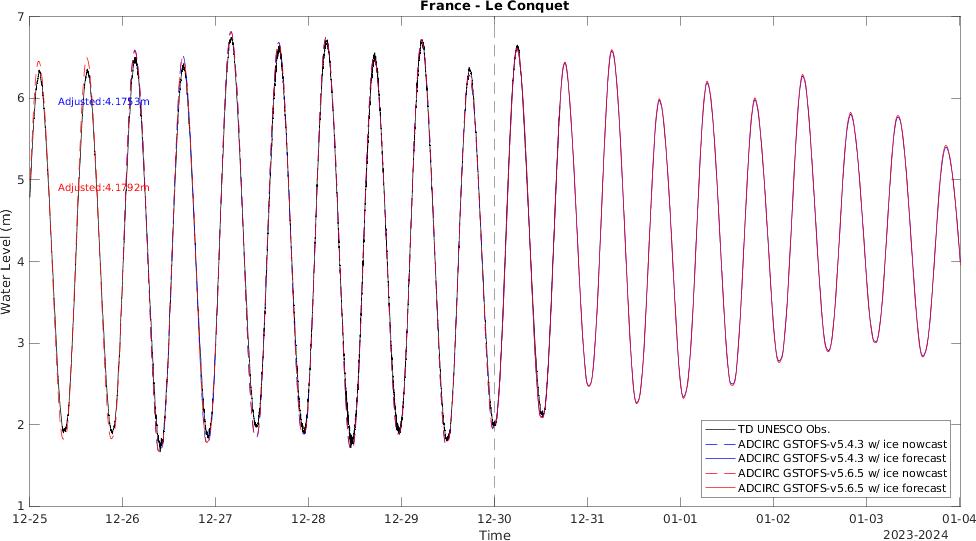 France - Le Conquet
7
6
5
4
3
2
1
Water Level (m)
Adjusted:4.1753m
Adjusted:4.1792m
TD UNESCO Obs.
ADCIRC GSTOFS-v5.4.3 w/ ice nowcast
ADCIRC GSTOFS-v5.4.3 w/ ice forecast
ADCIRC GSTOFS-v5.6.5 w/ ice nowcast
ADCIRC GSTOFS-v5.6.5 w/ ice forecast
12-25 12-26 12-27 12-28 12-29 12-30 12-31 01-01 01-02 01-03 01-04
Time
2023-2024